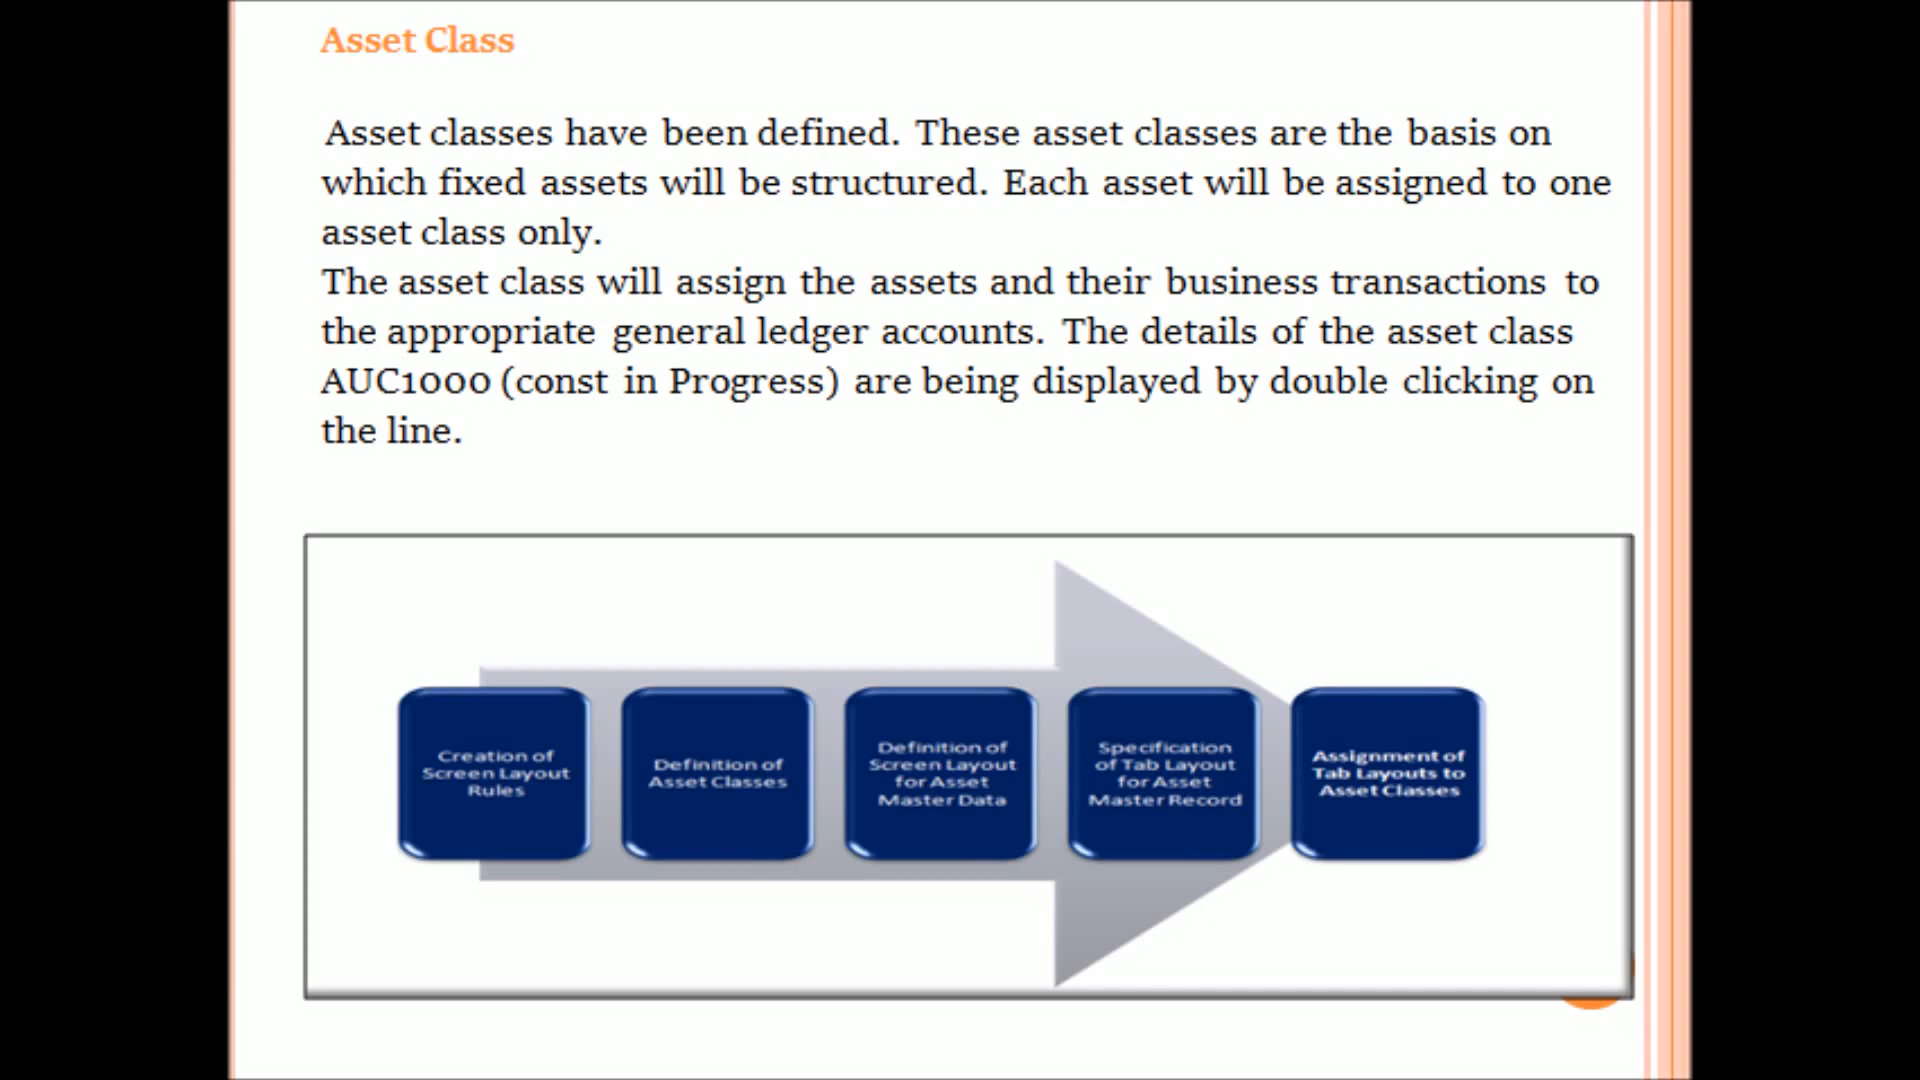 Asset Class
Asset classes have been defined. These asset classes are the basis on
which fixed assets will be structured. Each asset will be assigned to one
asset class only.
The asset class will assign the assets and their business transactions to
the appropriate general ledger accounts. The details of the asset class
AUC1000 (const in Progress) are being displayed by double clicking on
the line.
Creation of
Screen Layout
Rules
Definition of
Asset Classes
Definition of
Screen Layout
for Asset
Master Data
Specification
of Tab Layout
for Asset
Master Record
Assignment of
Tab Layouts to
Asset Classes